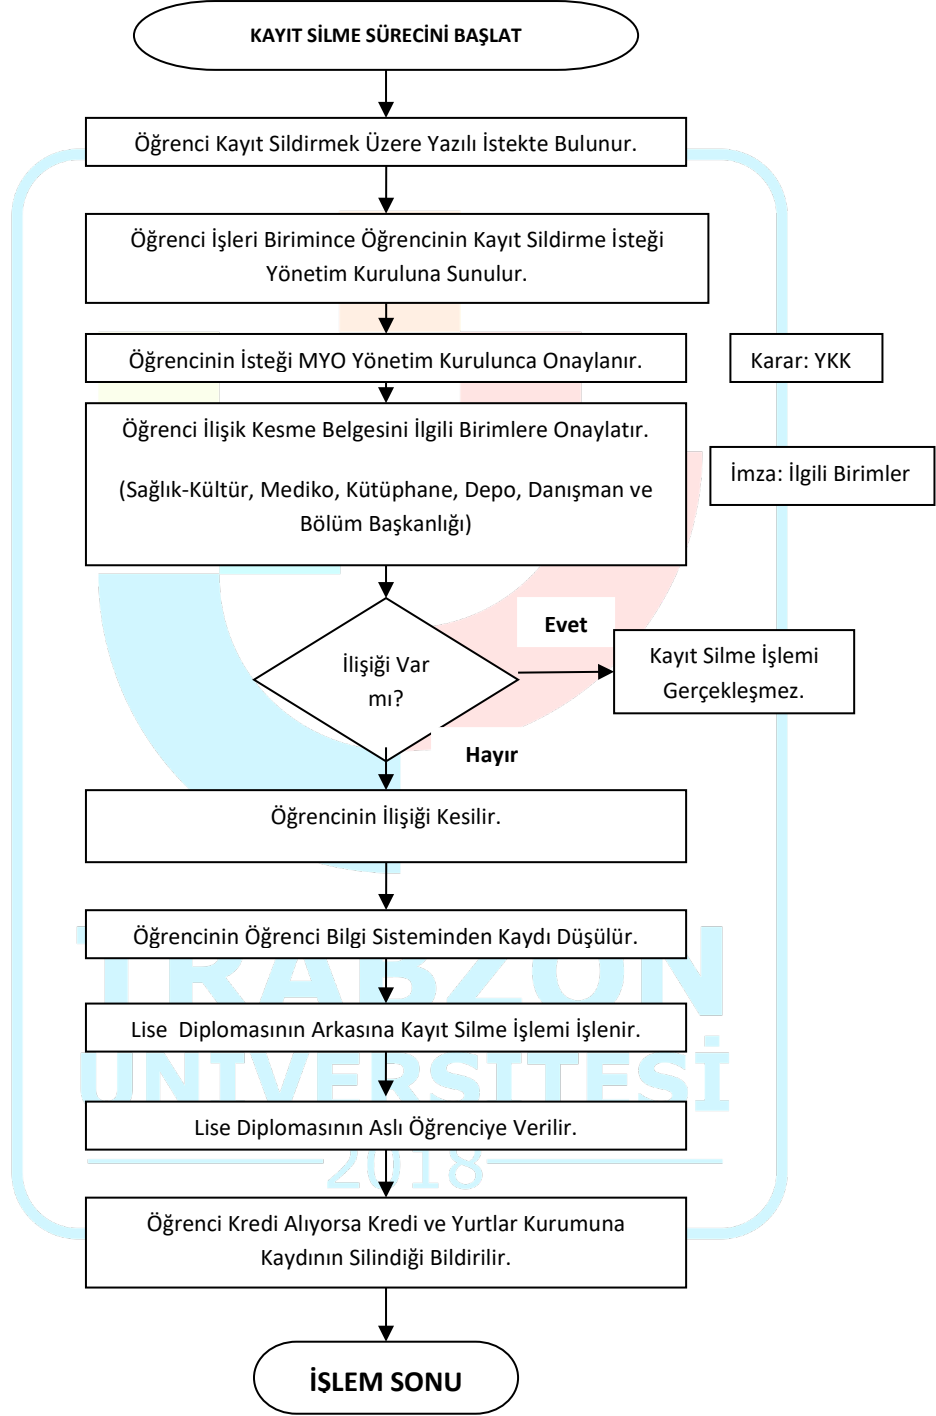 KAYIT SİLME SÜRECİNİ BAŞLAT
Öğrenci Kayıt Sildirmek Üzere Yazılı İstekte Bulunur.
Öğrenci İşleri Birimince Öğrencinin Kayıt Sildirme İsteği
Yönetim Kuruluna Sunulur.
Öğrencinin İsteği MYO Yönetim Kurulunca Onaylanır.
Karar: YKK
Öğrenci İlişik Kesme Belgesini İlgili Birimlere Onaylatır.
(Sağlık-Kültür, Mediko, Kütüphane, Depo, Danışman ve
Bölüm Başkanlığı)
İmza: İlgili Birimler
İlişiği Var
mı?
Evet
Kayıt Silme İşlemi
Gerçekleşmez.
Hayır
Öğrencinin İlişiği Kesilir.
Öğrencinin Öğrenci Bilgi Sisteminden Kaydı Düşülür.
TRABZON
Lise  Diplomasının Arkasına Kayıt Silme İşlemi İşlenir.
ÜNİVERSİTESİ
Lise Diplomasının Aslı Öğrenciye Verilir.
2018
Öğrenci Kredi Alıyorsa Kredi ve Yurtlar Kurumuna
Kaydının Silindiği Bildirilir.
İŞLEM SONU